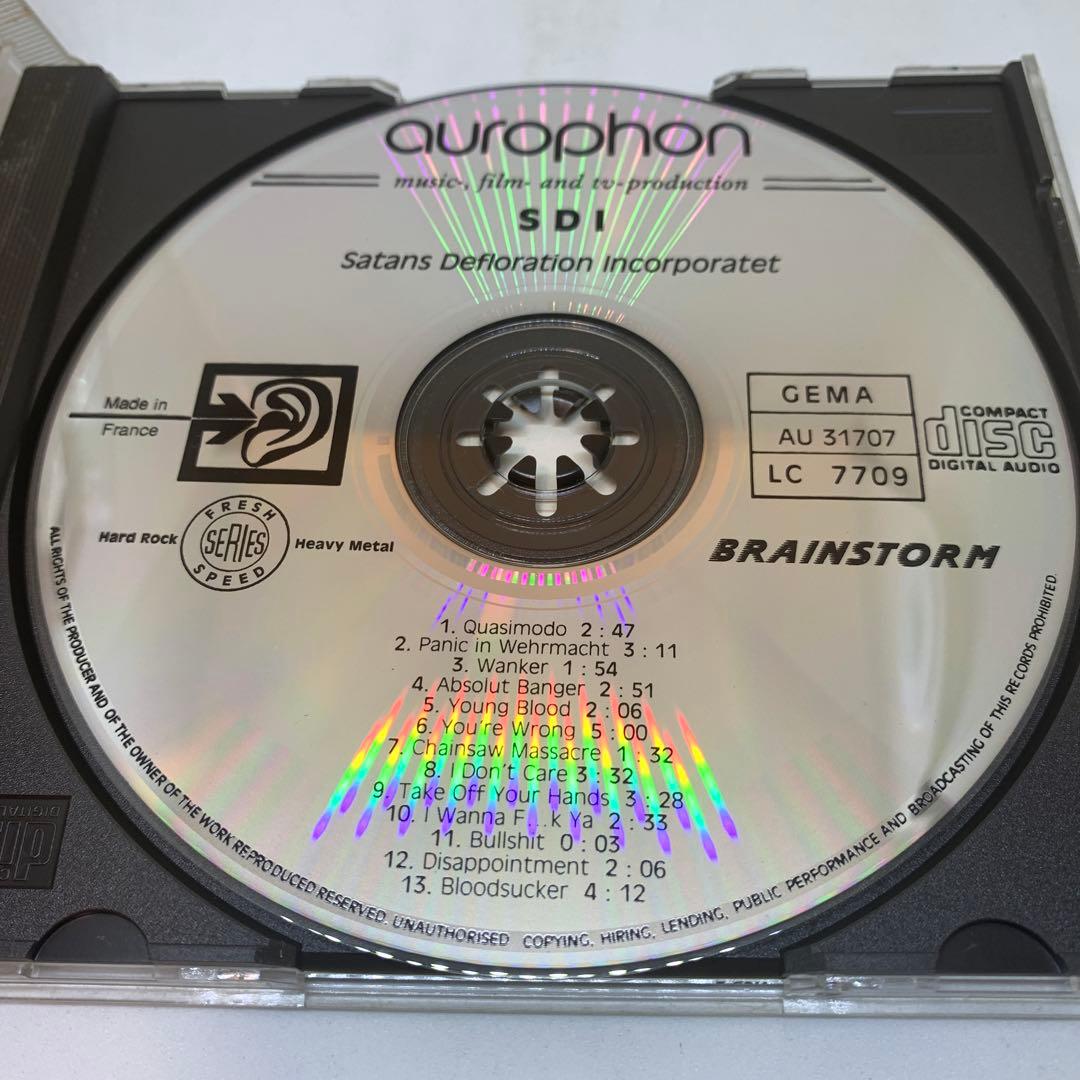 aurophon
music-, film- and tv-production
SDI
Satans Defloration Incorporatet
Made in
France
GEMA
AU 31707
LC 7709
COMPACT
disc
DIGITAL AUDIO
Hard Rock
FRESH
SERIES
SPEED
Heavy Metal
BRAINSTORM
1. Quasimodo 2 : 47
2. Panic in Wehrmacht 3 : 11
3. Wanker 1 : 54
4. Absolut Banger 2 : 51
5. Young Blood 2 : 06
6. You're Wrong 5 : 00
7. Chainsaw Massacre 1 : 32
8. I Don't Care 3 : 32
9. Take Off Your Hands 3 : 28
10. I Wanna F...k Ya 2 : 33
11. Bullshit 0 : 03
12. Disappointment 2 : 06
13. Bloodsucker 4 : 12
ALL RIGHTS OF THE PRODUCER AND OF THE OWNER OF THE WORK REPRODUCED RESERVED. UNAUTHORISED COPYING, HIRING, LENDING, PUBLIC PERFORMANCE AND BROADCASTING OF THIS RECORDS PROHIBITED.